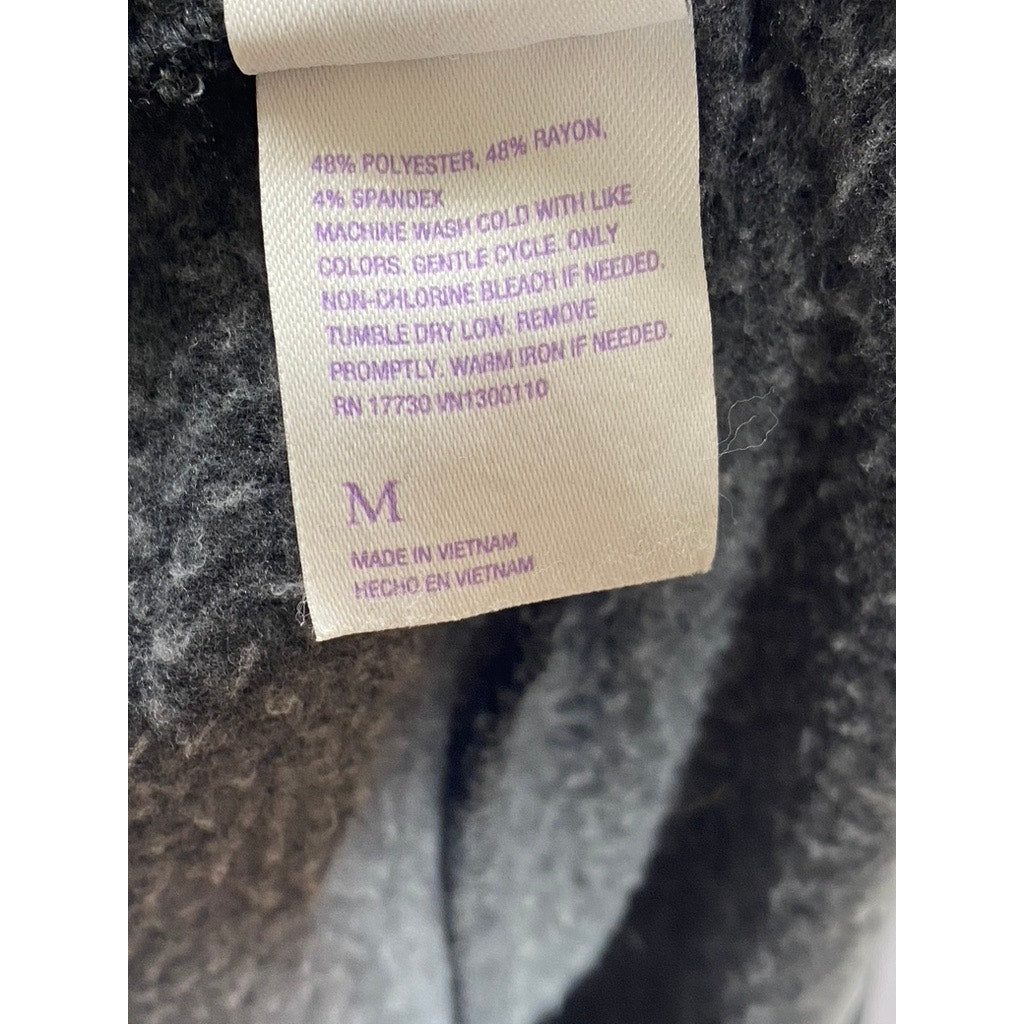 48% POLYESTER, 48% RAYON,
4% SPANDEX
MACHINE WASH COLD WITH LIKE
COLORS. GENTLE CYCLE. ONLY
NON-CHLORINE BLEACH IF NEEDED.
TUMBLE DRY LOW. REMOVE
PROMPTLY. WARM IRON IF NEEDED.
RN 17730 VN1300110
M
MADE IN VIETNAM
HECHO EN VIETNAM